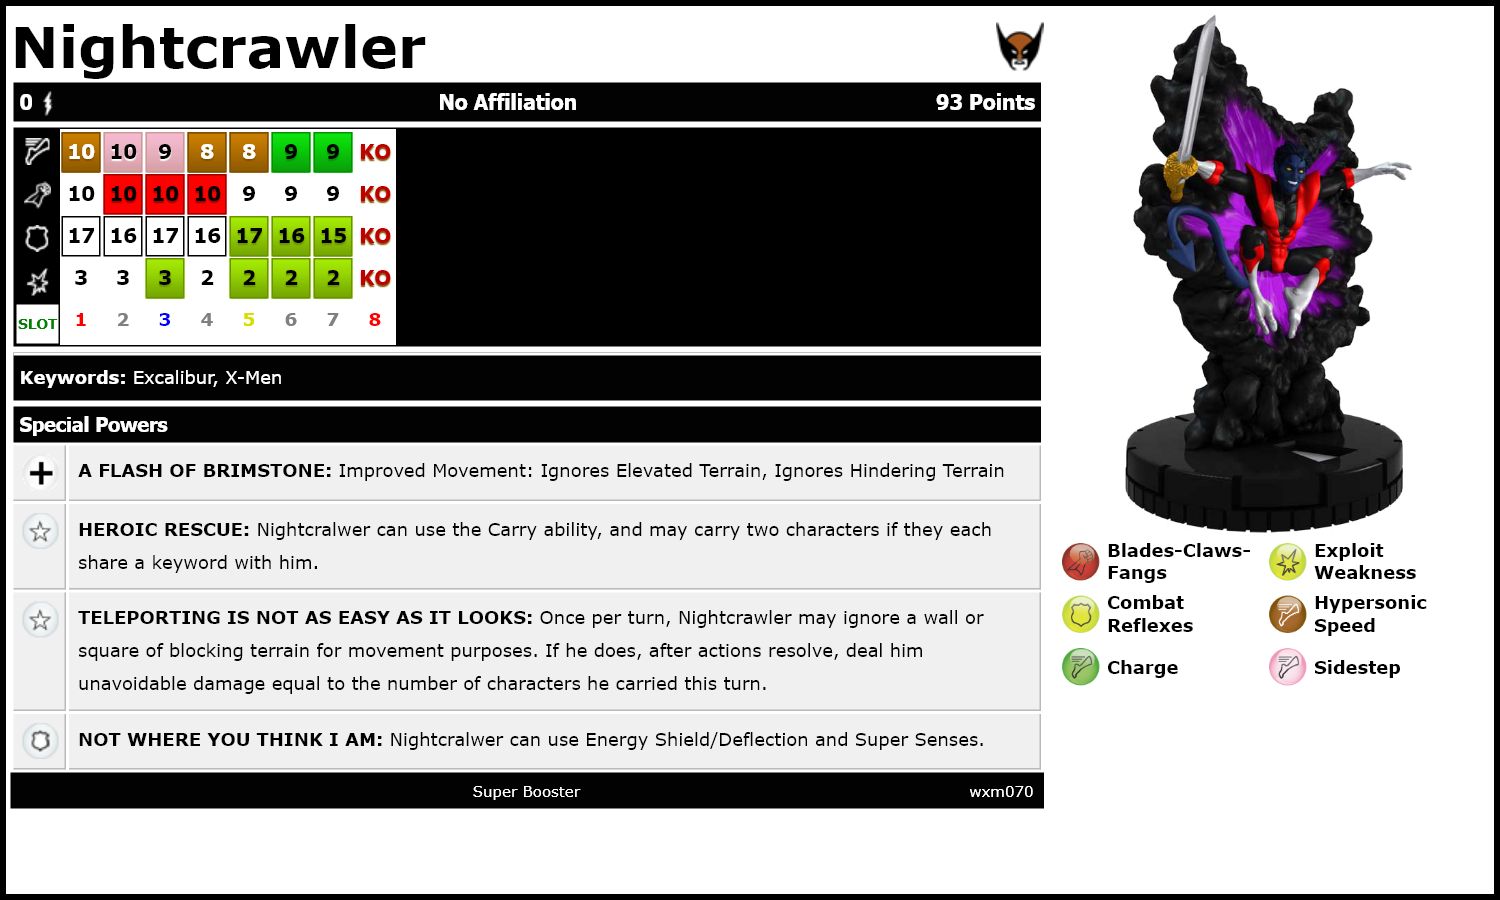 Nightcrawler
0 No Affiliation 93 Points
10 10 9 8 8 9 9 KO
10 10 10 10 9 9 9 KO
17 16 17 16 17 16 15 KO
3 3 3 2 2 2 2 KO
SLOT 1 2 3 4 5 6 7 8
Keywords: Excalibur, X-Men
Special Powers
A FLASH OF BRIMSTONE: Improved Movement: Ignores Elevated Terrain, Ignores Hindering Terrain
HEROIC RESCUE: Nightcralwer can use the Carry ability, and may carry two characters if they each
share a keyword with him.
TELEPORTING IS NOT AS EASY AS IT LOOKS: Once per turn, Nightcrawler may ignore a wall or
square of blocking terrain for movement purposes. If he does, after actions resolve, deal him
unavoidable damage equal to the number of characters he carried this turn.
NOT WHERE YOU THINK I AM: Nightcralwer can use Energy Shield/Deflection and Super Senses.
Super Booster wxm070
Blades-Claws-
Fangs
Exploit
Weakness
Combat
Reflexes
Hypersonic
Speed
Charge
Sidestep